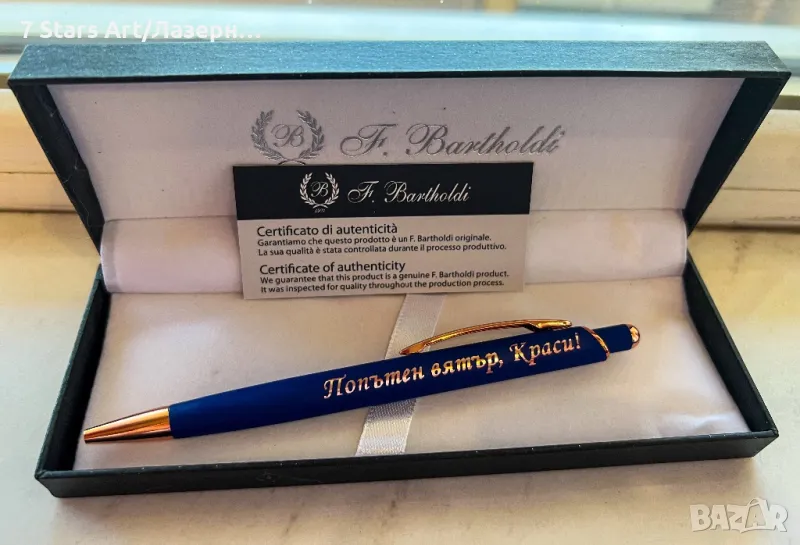 7 Stars Art/Лазерн...
B F. Bartholdi
B F. Bartholdi
Certificato di autenticità
Garantiamo che questo prodotto è un F. Bartholdi originale.
La sua qualità è stata controllata durante il processo produttivo.
Certificate of authenticity
We guarantee that this product is a genuine F. Bartholdi product.
It was inspected for quality throughout the production process.
Попътен вятър, Краси!
BAZAR